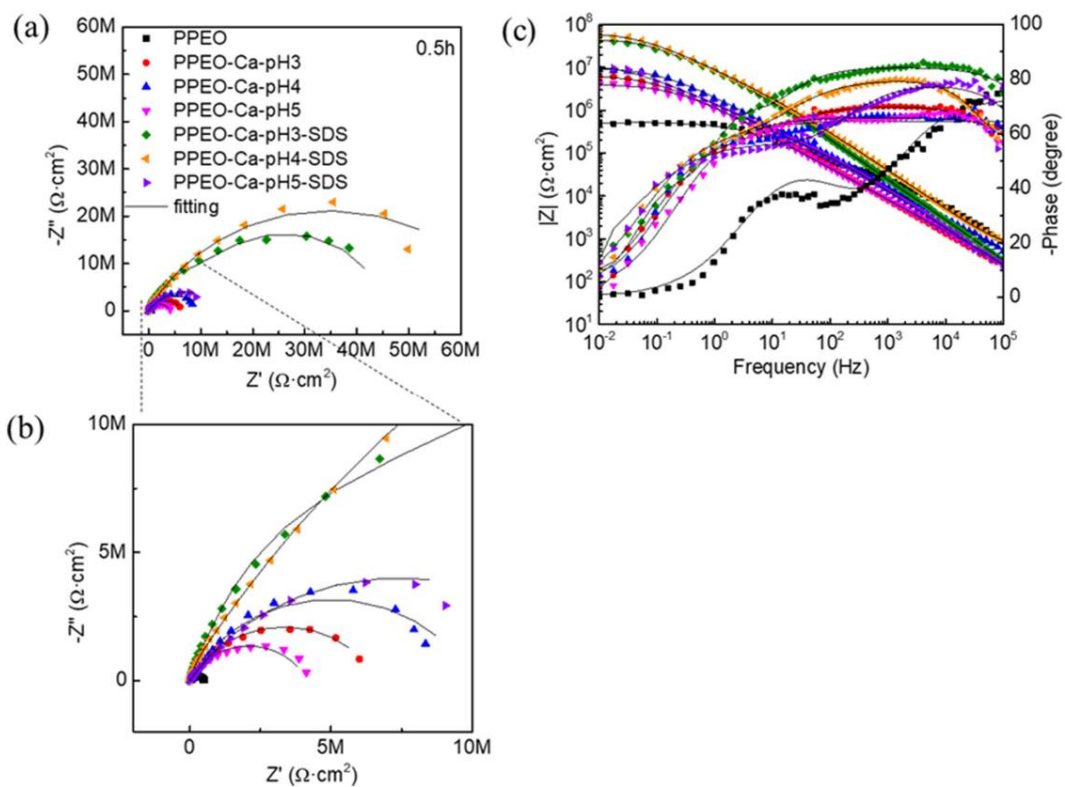 (a)
60M
50M
40M
30M
20M
10M
0
-Z'' (Ω·cm²)
0.5h
PPEO
PPEO-Ca-pH3
PPEO-Ca-pH4
PPEO-Ca-pH5
PPEO-Ca-pH3-SDS
PPEO-Ca-pH4-SDS
PPEO-Ca-pH5-SDS
fitting
0 10M 20M 30M 40M 50M 60M
Z' (Ω·cm²)
(b)
10M
5M
0
-Z'' (Ω·cm²)
0 5M 10M
Z' (Ω·cm²)
(c)
10⁸
10⁷
10⁶
10⁵
10⁴
10³
10²
10¹
|Z| (Ω·cm²)
100
80
60
40
20
0
-Phase (degree)
10⁻² 10⁻¹ 10⁰ 10¹ 10² 10³ 10⁴ 10⁵
Frequency (Hz)